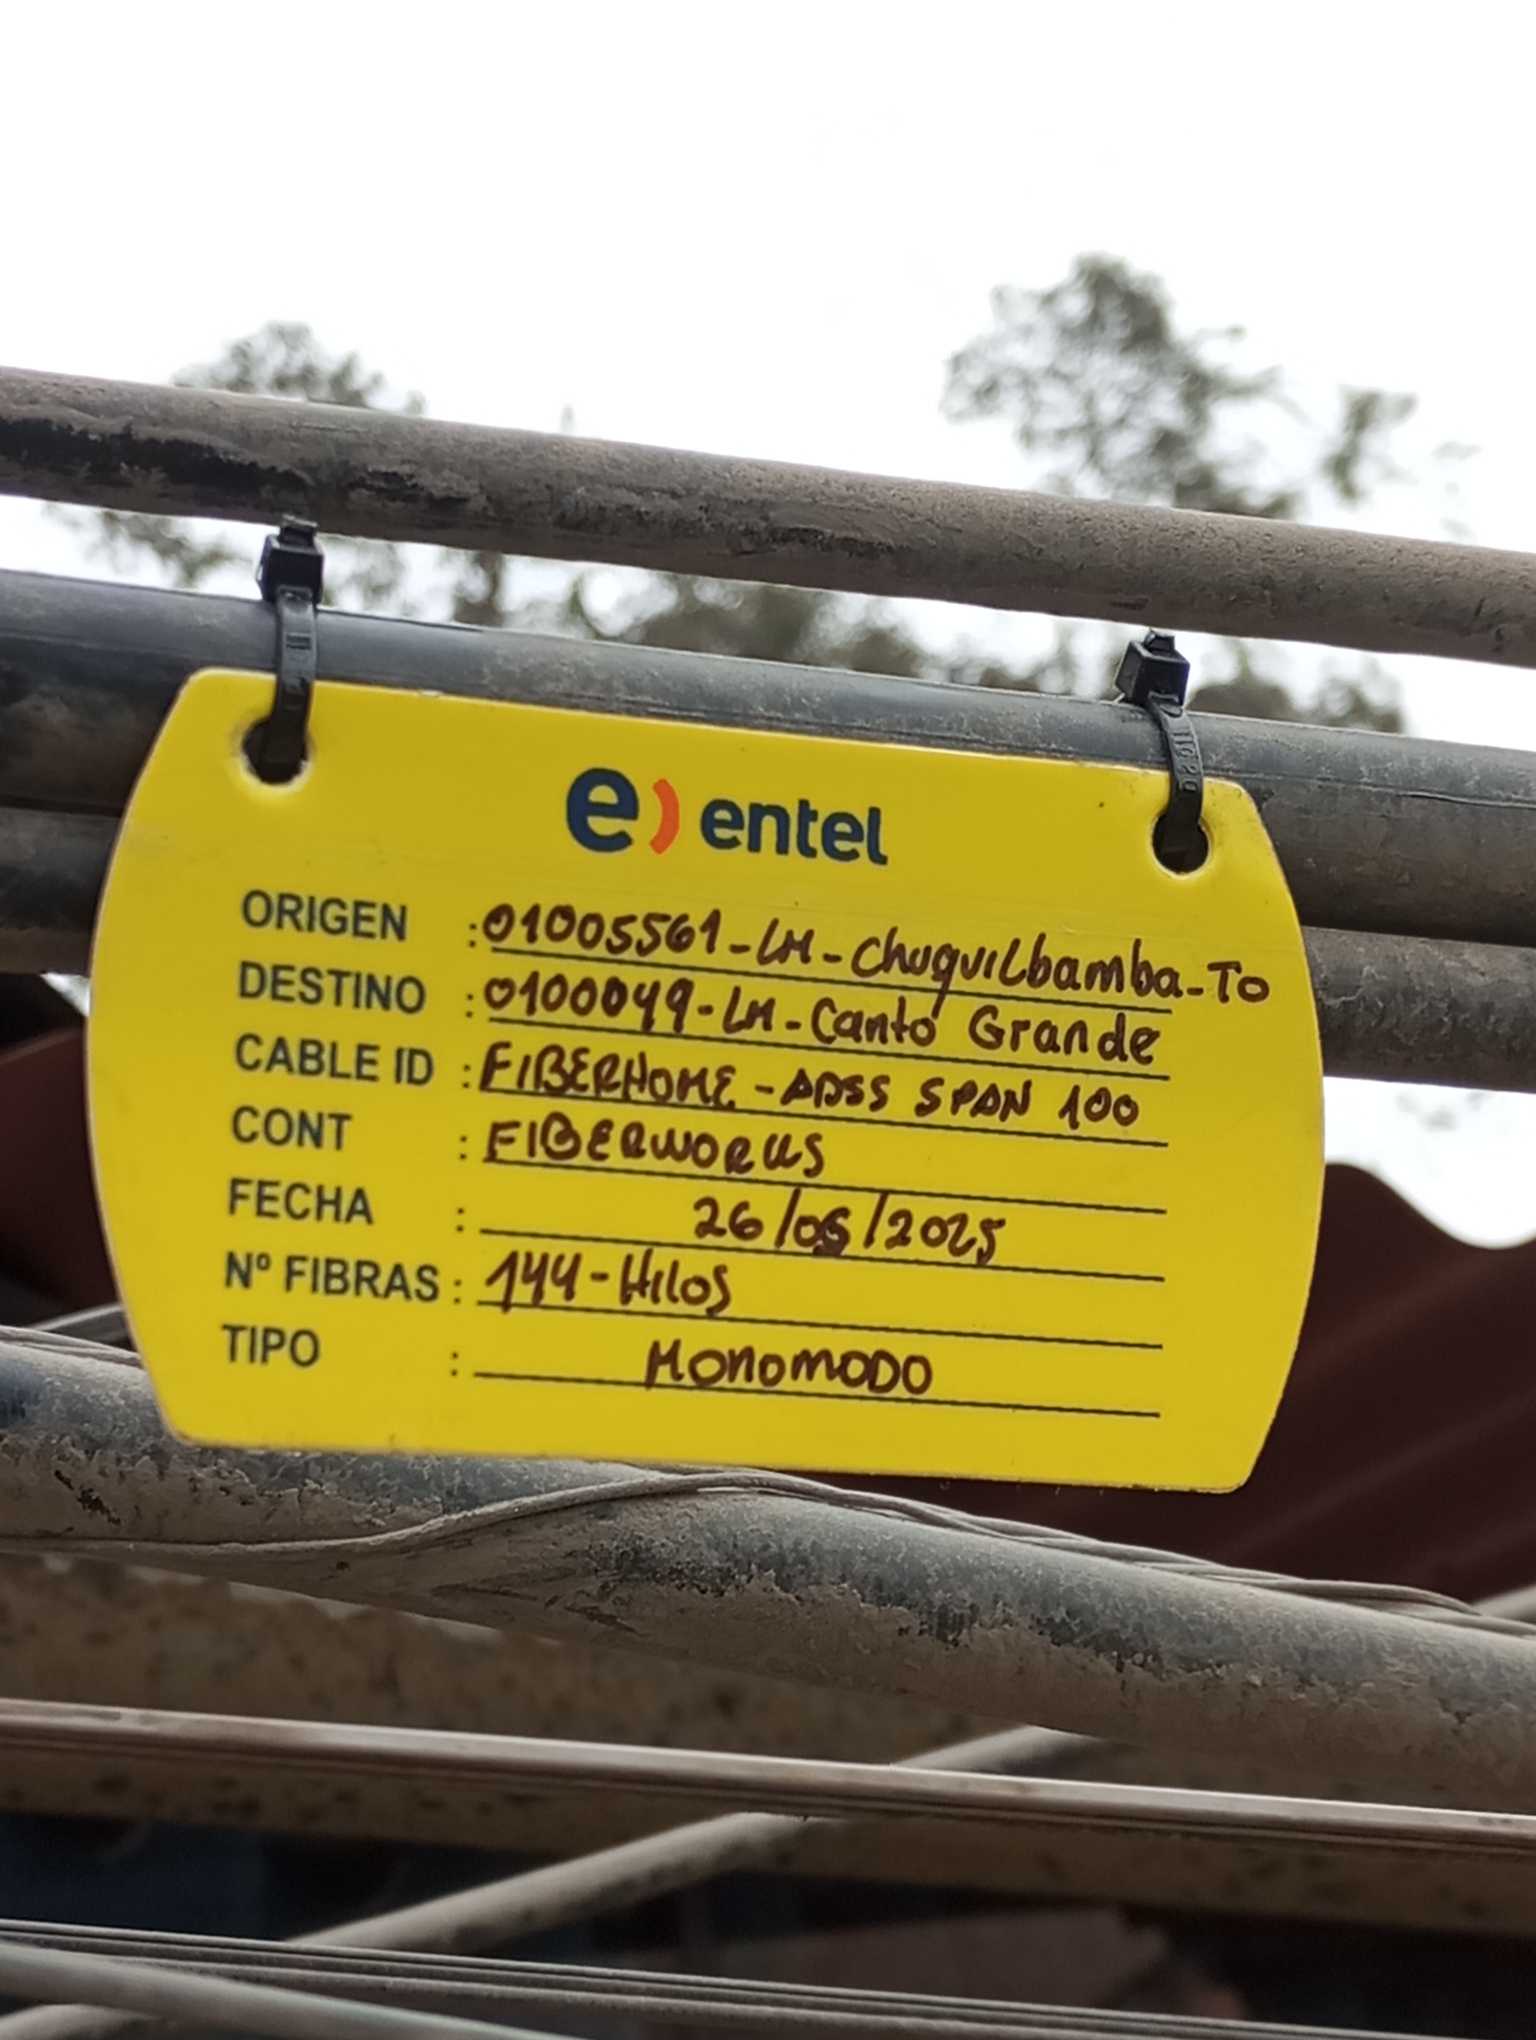 e) entel
ORIGEN : 01005561-LM-Chuquilbamba-To
DESTINO : 0100049-LM-Canto Grande
CABLE ID : FIBERHOME - ADSS SPAN 100
CONT : FIBERWORKS
FECHA : 26/05/2025
Nº FIBRAS : 144-Hilos
TIPO : MONOMODO